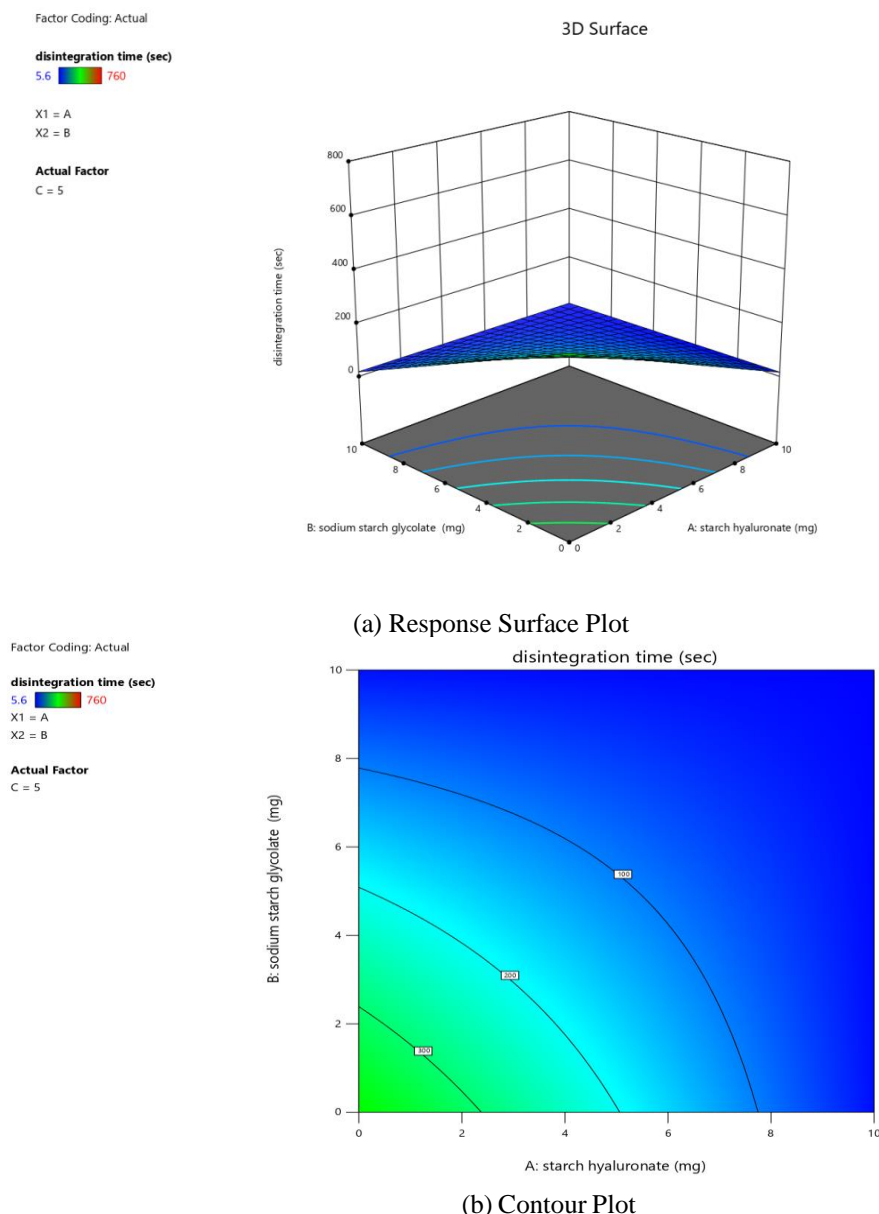 Factor Coding: Actual
3D Surface
disintegration time (sec)
5.6 760
X1 = A
X2 = B
Actual Factor
C = 5
800
600
400
200
0
disintegration time (sec)
10 10
8 8
6 6
4 4
2 2
0 0
B: sodium starch glycolate (mg) A: starch hyaluronate (mg)
(a) Response Surface Plot
Factor Coding: Actual
disintegration time (sec)
disintegration time (sec)
5.6 760
X1 = A
X2 = B
Actual Factor
C = 5
10
8
6
4
2
0
B: sodium starch glycolate (mg)
100
200
300
0 2 4 6 8 10
A: starch hyaluronate (mg)
(b) Contour Plot